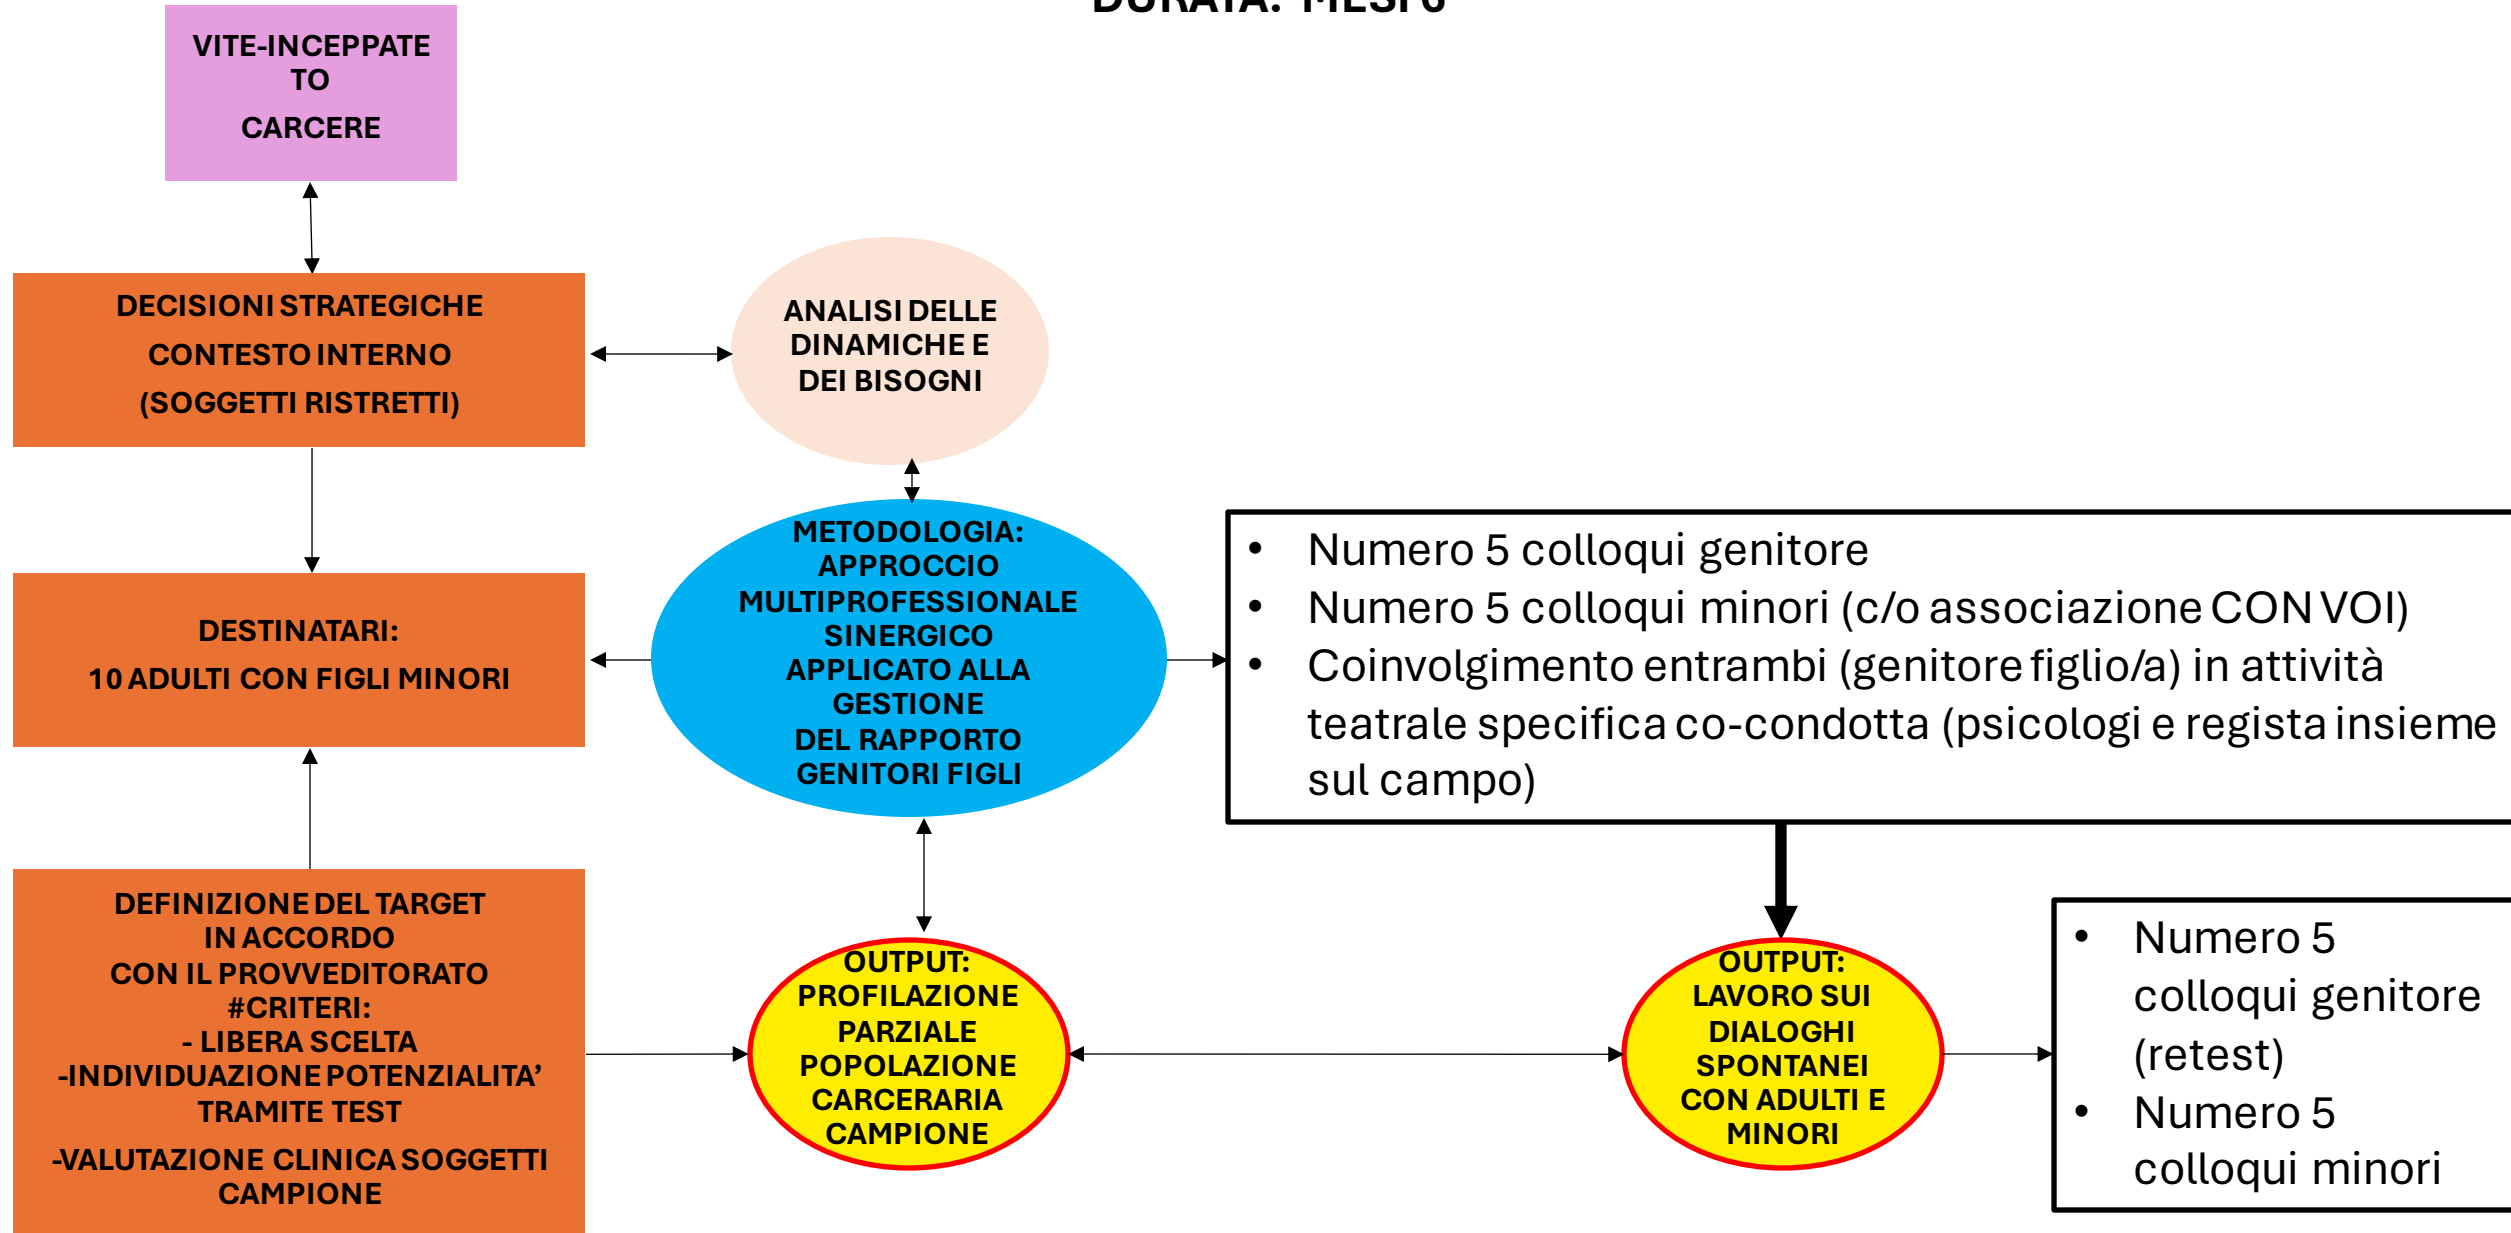 DURATA: MESI 6
VITE-INCEPPATE
TO
CARCERE
DECISIONI STRATEGICHE
CONTESTO INTERNO
(SOGGETTI RISTRETTI)
ANALISI DELLE
DINAMICHE E
DEI BISOGNI
METODOLOGIA:
APPROCCIO
MULTIPROFESSIONALE
SINERGICO
APPLICATO ALLA
GESTIONE
DEL RAPPORTO
GENITORI FIGLI
• Numero 5 colloqui genitore
• Numero 5 colloqui minori (c/o associazione CON VOI)
• Coinvolgimento entrambi (genitore figlio/a) in attività
teatrale specifica co-condotta (psicologi e regista insieme
sul campo)
DESTINATARI:
10 ADULTI CON FIGLI MINORI
DEFINIZIONE DEL TARGET
IN ACCORDO
CON IL PROVVEDITORATO
#CRITERI:
- LIBERA SCELTA
-INDIVIDUAZIONE POTENZIALITA’
TRAMITE TEST
-VALUTAZIONE CLINICA SOGGETTI
CAMPIONE
OUTPUT:
PROFILAZIONE
PARZIALE
POPOLAZIONE
CARCERARIA
CAMPIONE
OUTPUT:
LAVORO SUI
DIALOGHI
SPONTANEI
CON ADULTI E
MINORI
• Numero 5
colloqui genitore
(retest)
• Numero 5
colloqui minori